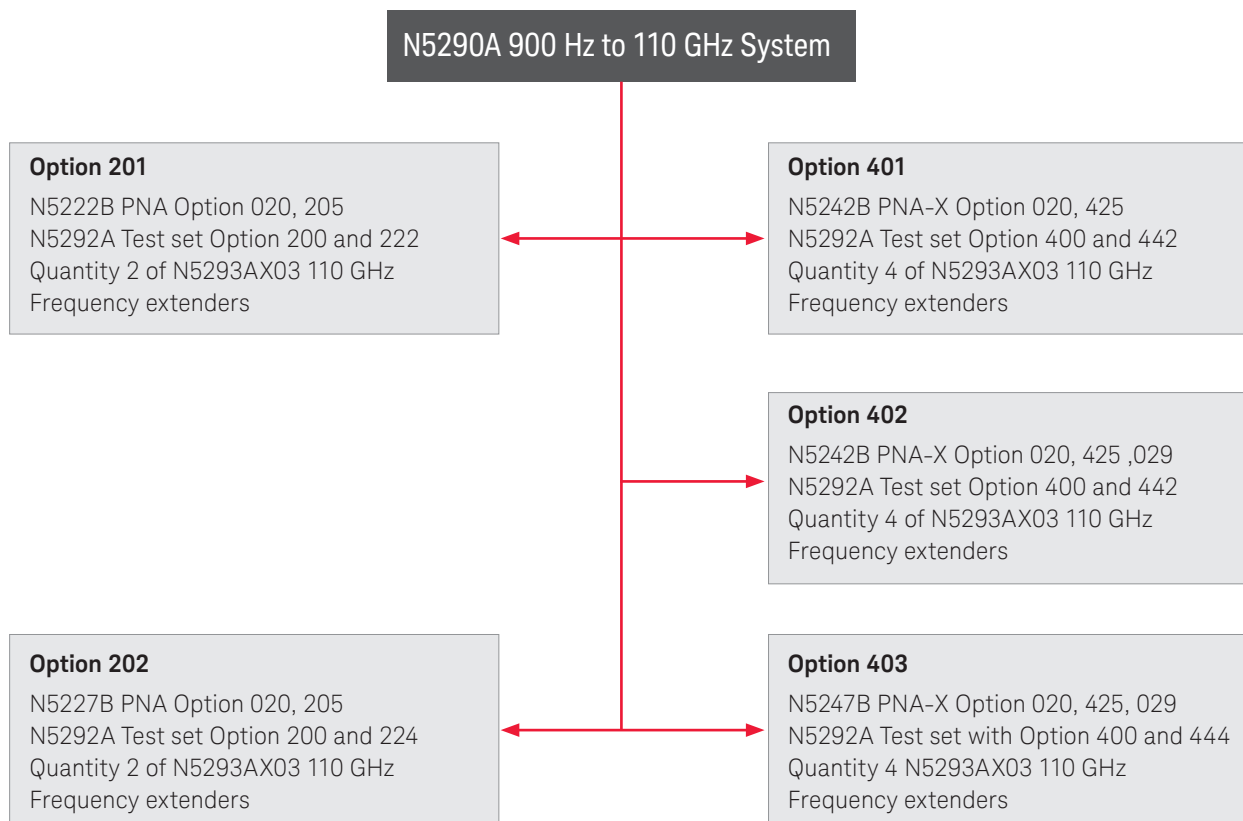 N5290A 900 Hz to 110 GHz System
Option 201
N5222B PNA Option 020, 205
N5292A Test set Option 200 and 222
Quantity 2 of N5293AX03 110 GHz
Frequency extenders
Option 401
N5242B PNA-X Option 020, 425
N5292A Test set Option 400 and 442
Quantity 4 of N5293AX03 110 GHz
Frequency extenders
Option 402
N5242B PNA-X Option 020, 425 ,029
N5292A Test set Option 400 and 442
Quantity 4 of N5293AX03 110 GHz
Frequency extenders
Option 202
N5227B PNA Option 020, 205
N5292A Test set Option 200 and 224
Quantity 2 of N5293AX03 110 GHz
Frequency extenders
Option 403
N5247B PNA-X Option 020, 425, 029
N5292A Test set with Option 400 and 444
Quantity 4 N5293AX03 110 GHz
Frequency extenders